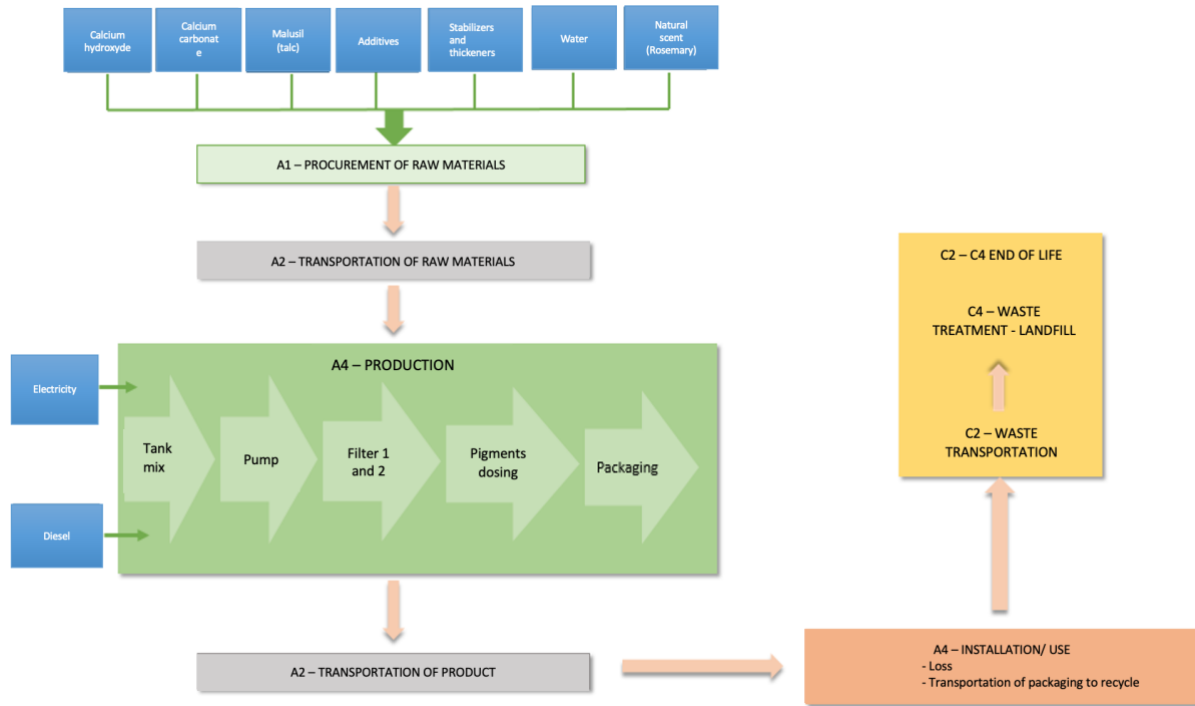 Calcium
hydroxyde
Calcium
carbonat
e
Malusil
(talc)
Additives
Stabilizers
and
thickeners
Water
Natural
scent
(Rosemary)
A1 – PROCUREMENT OF RAW MATERIALS
A2 – TRANSPORTATION OF RAW MATERIALS
A4 – PRODUCTION
Electricity
Diesel
Tank
mix
Pump
Filter 1
and 2
Pigments
dosing
Packaging
A2 – TRANSPORTATION OF PRODUCT
A4 – INSTALLATION/ USE
- Loss
- Transportation of packaging to recycle
C2 – C4 END OF LIFE
C4 – WASTE
TREATMENT - LANDFILL
C2 – WASTE
TRANSPORTATION